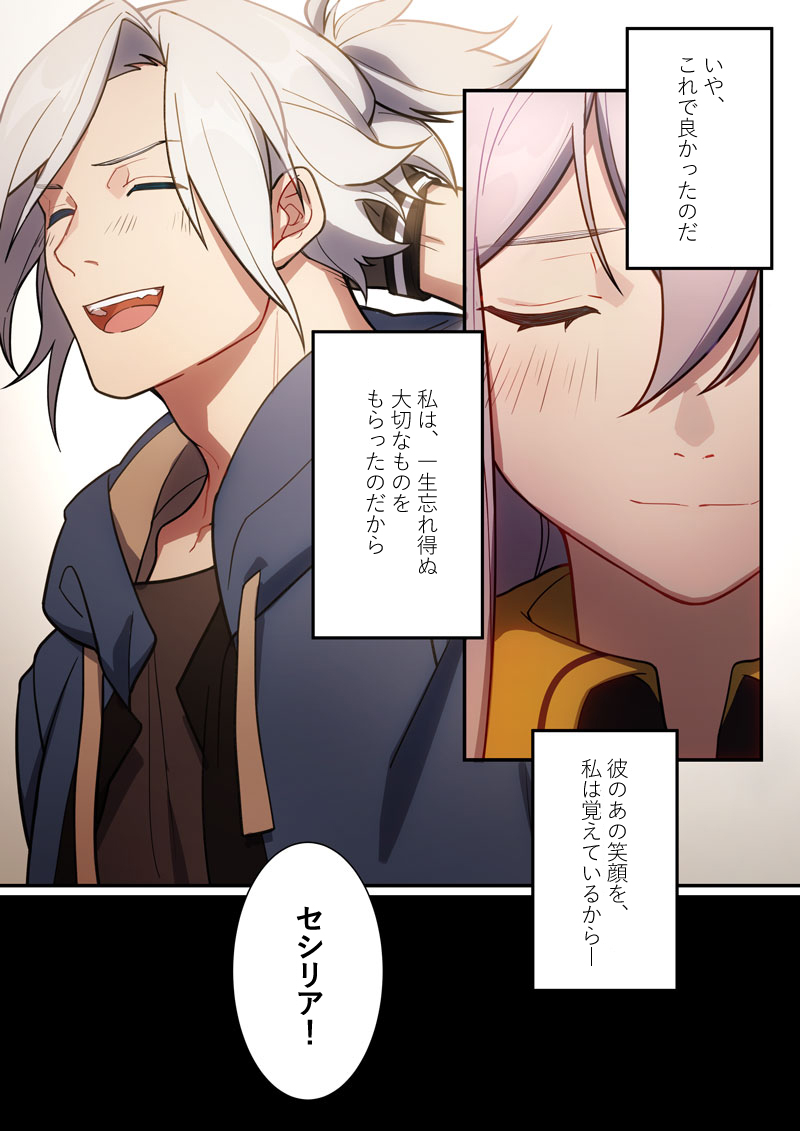 いや、
これで良かったのだ
私は、一生忘れ得ぬ
大切なものを
もらったのだから
彼のあの笑顔を、
私は覚えているから―
セシリア！